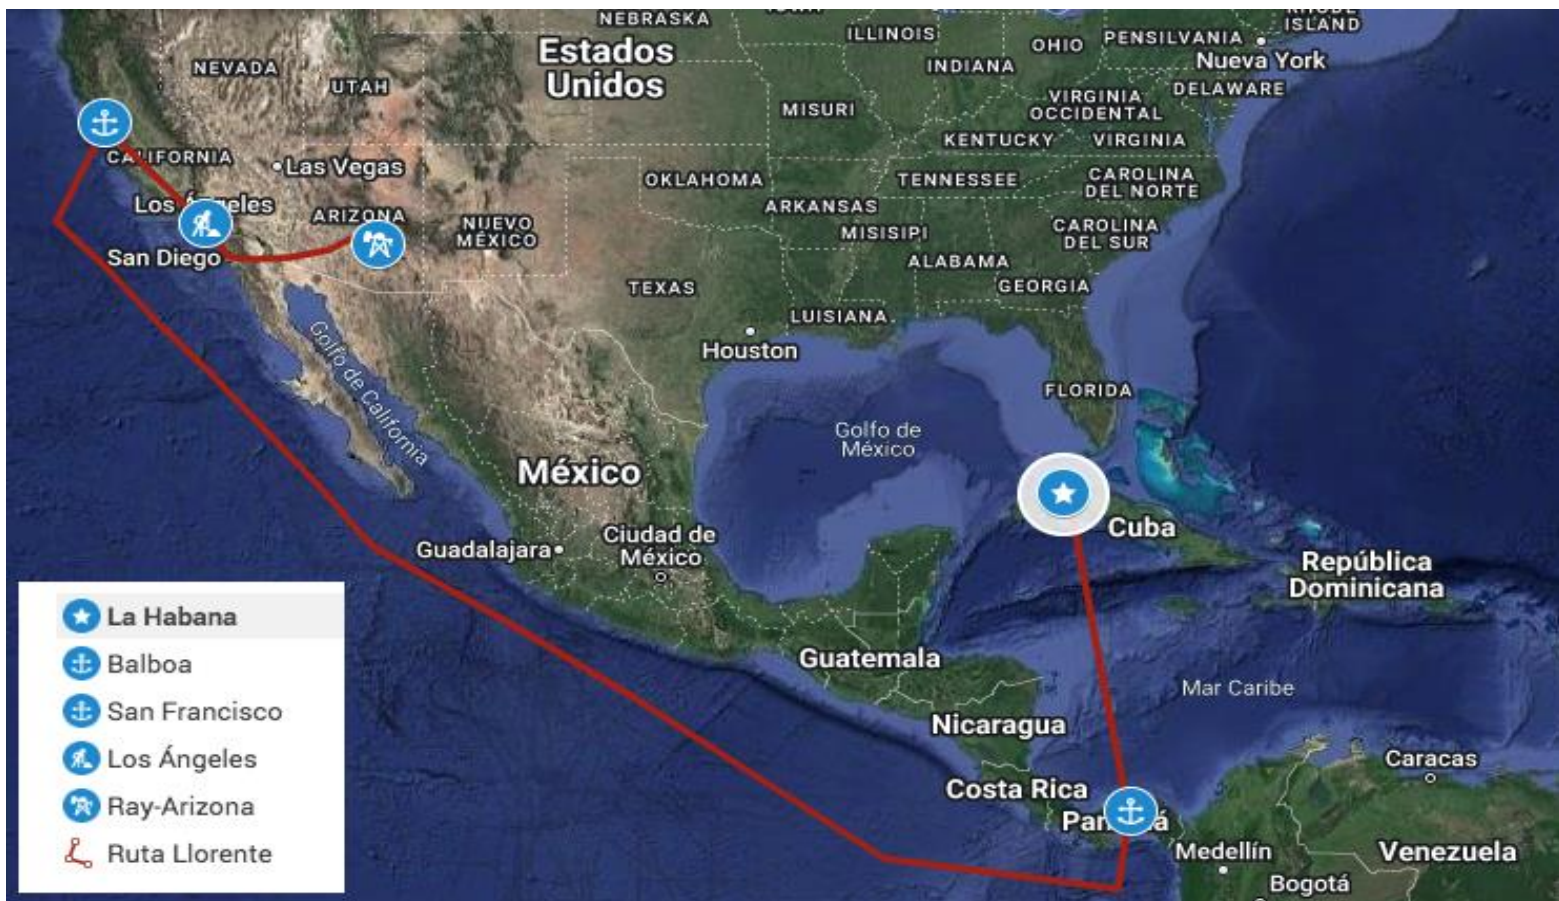 NEBRASKA
ISLAND
ILLINOIS
OHIO
PENSILVANIA
Estados
Unidos
NEVADA
UTAH
INDIANA
Nueva York
DELAWARE
MISURI
VIRGINIA
OCCIDENTAL
KENTUCKY
VIRGINIA
CALIFORNIA
Las Vegas
OKLAHOMA
TENNESSEE
CAROLINA
DEL NORTE
Los Ángeles
ARIZONA
NUEVO
MÉXICO
ARKANSAS
MISISIPI
CAROLINA
DEL SUR
San Diego
ALABAMA
TEXAS
GEORGIA
LUISIANA
Houston
Golfo de California
FLORIDA
Golfo de
México
México
Cuba
Guadalajara
Ciudad de
México
República
Dominicana
La Habana
Balboa
San Francisco
Los Ángeles
Ray-Arizona
Ruta Llorente
Guatemala
Mar Caribe
Nicaragua
Caracas
Costa Rica
Panamá
Medellín
Venezuela
Bogotá